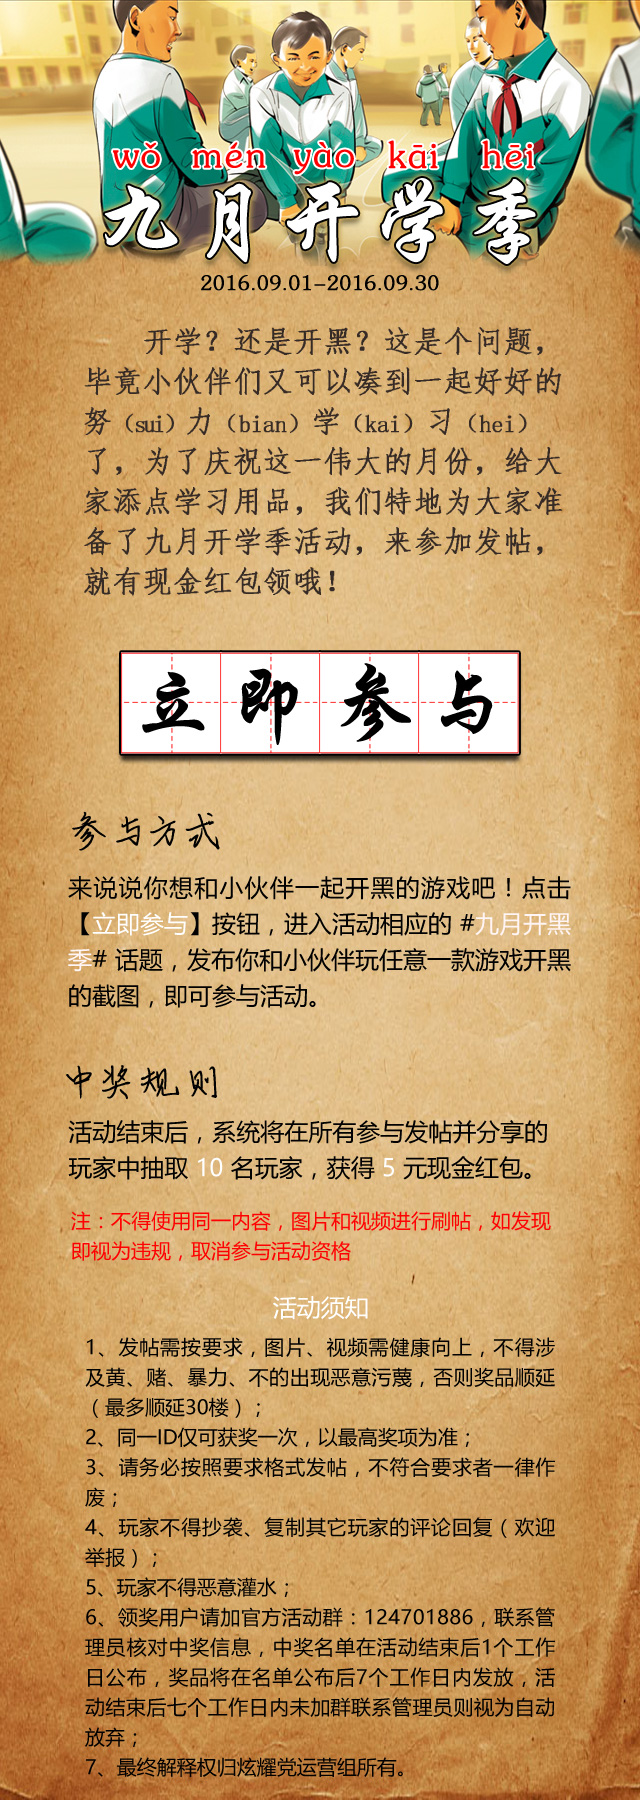 wǒ mén yào kāi hēi
九月开学季
2016.09.01-2016.09.30
开学？还是开黑？这是个问题，
毕竟小伙伴们又可以凑到一起好好的
努（sui）力（bian）学（kai）习（hei）
了，为了庆祝这一伟大的月份，给大
家添点学习用品，我们特地为大家准
备了九月开学季活动，来参加发帖，
就有现金红包领哦！
立即参与
参与方式
来说说你想和小伙伴一起开黑的游戏吧！点击
【立即参与】按钮，进入活动相应的 #九月开黑
季# 话题，发布你和小伙伴玩任意一款游戏开黑
的截图，即可参与活动。
中奖规则
活动结束后，系统将在所有参与发帖并分享的
玩家中抽取 10 名玩家，获得 5 元现金红包。
注：不得使用同一内容，图片和视频进行刷帖，如发现
即视为违规，取消参与活动资格
活动须知
1、发帖需按要求，图片、视频需健康向上，不得涉
及黄、赌、暴力、不的出现恶意污蔑，否则奖品顺延
（最多顺延30楼）；
2、同一ID仅可获奖一次，以最高奖项为准；
3、请务必按照要求格式发帖，不符合要求者一律作
废；
4、玩家不得抄袭、复制其它玩家的评论回复（欢迎
举报）；
5、玩家不得恶意灌水；
6、领奖用户请加官方活动群：124701886，联系管
理员核对中奖信息，中奖名单在活动结束后1个工作
日公布，奖品将在名单公布后7个工作日内发放，活
动结束后七个工作日内未加群联系管理员则视为自动
放弃；
7、最终解释权归炫耀党运营组所有。